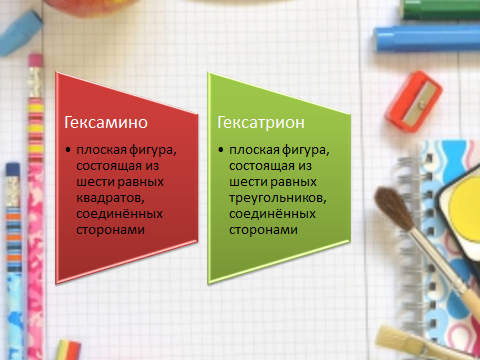 Гексамино
• плоская фигура,
состоящая из
шести равных
квадратов,
соединённых
сторонами
Гексатрион
• плоская фигура,
состоящая из
шести равных
треугольников,
соединённых
сторонами